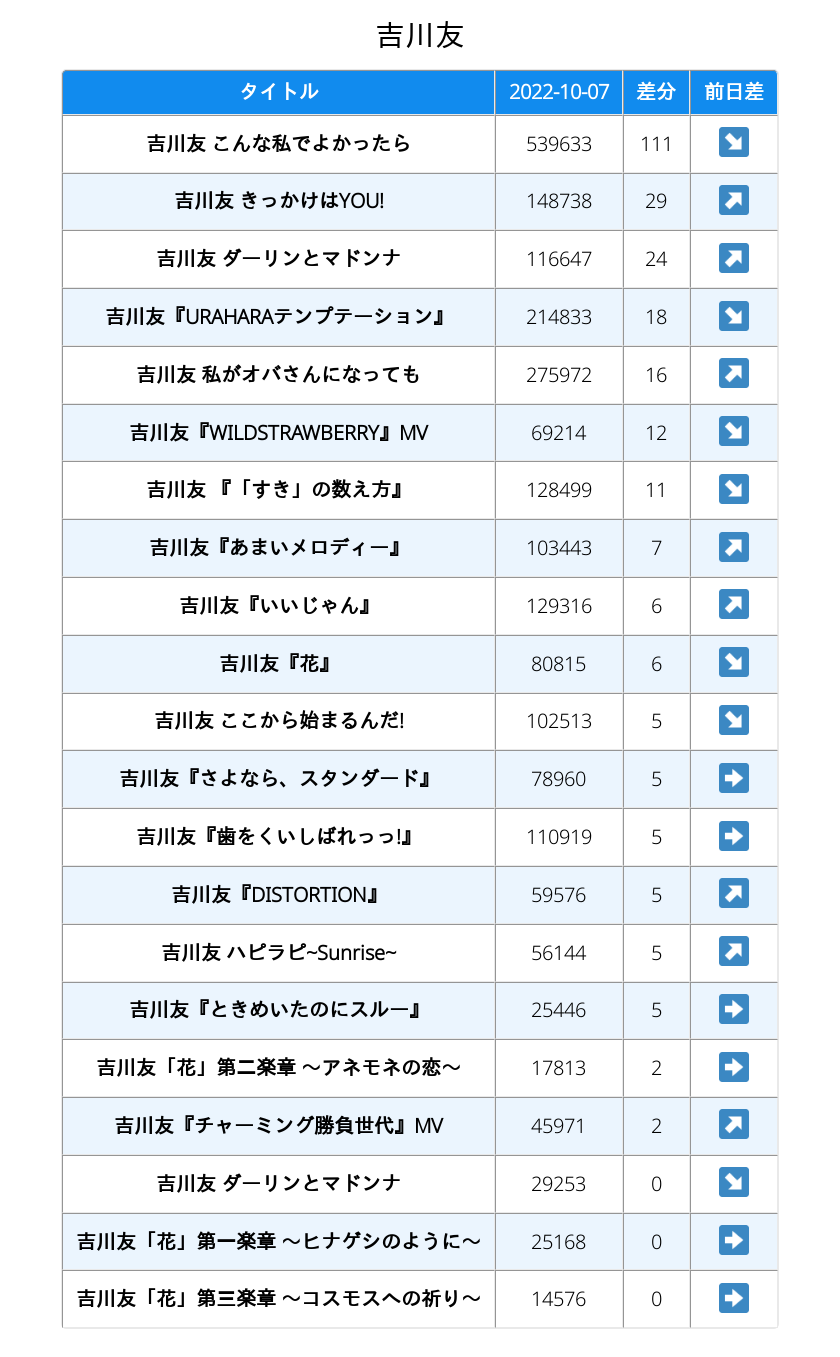 吉川友
タイトル 2022-10-07 差分 前日差
吉川友 こんな私でよかったら 539633 111 ↘
吉川友 きっかけはYOU! 148738 29 ↗
吉川友 ダーリンとマドンナ 116647 24 ↗
吉川友『URAHARAテンプテーション』 214833 18 ↘
吉川友 私がオバさんになっても 275972 16 ↗
吉川友『WILDSTRAWBERRY』MV 69214 12 ↘
吉川友 『「すき」の数え方』 128499 11 ↘
吉川友『あまいメロディー』 103443 7 ↗
吉川友『いいじゃん』 129316 6 ↗
吉川友『花』 80815 6 ↘
吉川友 ここから始まるんだ! 102513 5 ↘
吉川友『さよなら、スタンダード』 78960 5 ➡
吉川友『歯をくいしばれっっ!』 110919 5 ➡
吉川友『DISTORTION』 59576 5 ↗
吉川友 ハピラピ~Sunrise~ 56144 5 ↗
吉川友『ときめいたのにスルー』 25446 5 ➡
吉川友「花」第二楽章 〜アネモネの恋〜 17813 2 ➡
吉川友『チャーミング勝負世代』MV 45971 2 ↗
吉川友 ダーリンとマドンナ 29253 0 ↘
吉川友「花」第一楽章 〜ヒナゲシのように〜 25168 0 ➡
吉川友「花」第三楽章 〜コスモスへの祈り〜 14576 0 ➡